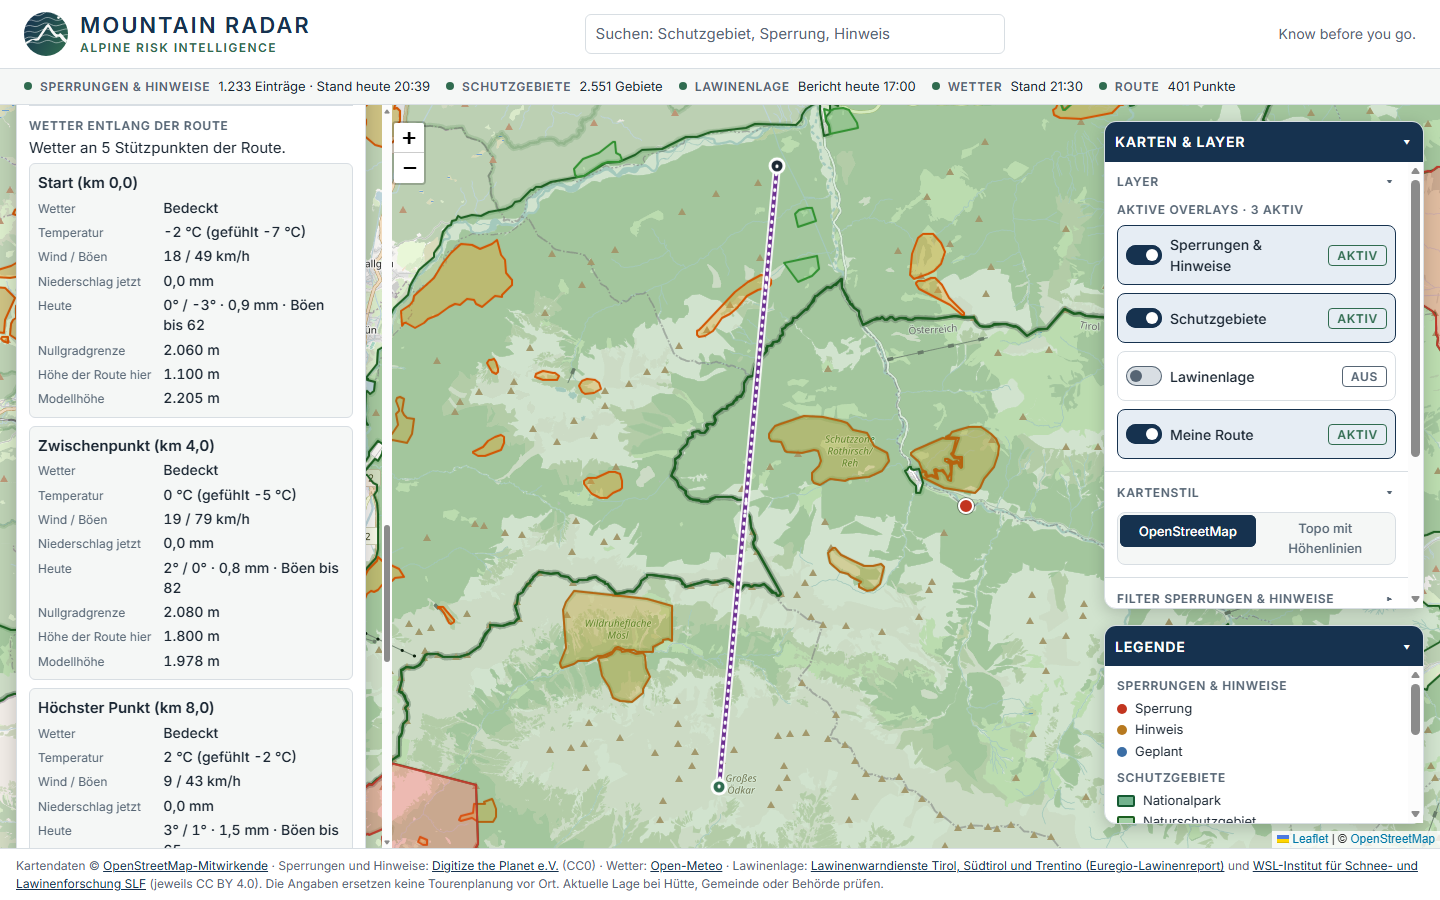 MOUNTAIN RADAR
ALPINE RISK INTELLIGENCE
Suchen: Schutzgebiet, Sperrung, Hinweis
Know before you go.
SPERRUNGEN & HINWEISE 1.233 Einträge · Stand heute 20:39
SCHUTZGEBIETE 2.551 Gebiete
LAWINENLAGE Bericht heute 17:00
WETTER Stand 21:30
ROUTE 401 Punkte
WETTER ENTLANG DER ROUTE
Wetter an 5 Stützpunkten der Route.
Start (km 0,0)
Wetter Bedeckt
Temperatur -2 °C (gefühlt -7 °C)
Wind / Böen 18 / 49 km/h
Niederschlag jetzt 0,0 mm
Heute 0° / -3° · 0,9 mm · Böen
bis 62
Nullgradgrenze 2.060 m
Höhe der Route hier 1.100 m
Modellhöhe 2.205 m
Zwischenpunkt (km 4,0)
Wetter Bedeckt
Temperatur 0 °C (gefühlt -5 °C)
Wind / Böen 19 / 79 km/h
Niederschlag jetzt 0,0 mm
Heute 2° / 0° · 0,8 mm · Böen bis
82
Nullgradgrenze 2.080 m
Höhe der Route hier 1.800 m
Modellhöhe 1.978 m
Höchster Punkt (km 8,0)
Wetter Bedeckt
Temperatur 2 °C (gefühlt -2 °C)
Wind / Böen 9 / 43 km/h
Niederschlag jetzt 0,0 mm
Heute 3° / 1° · 1,5 mm · Böen bis
+
−
Österreich
Tirol
Schutzzone
Rothirsch/
Reh
Wildruhefläche
Mösl
Großes
Ödkar
KARTEN & LAYER
LAYER
AKTIVE OVERLAYS · 3 AKTIV
Sperrungen &
Hinweise
AKTIV
Schutzgebiete AKTIV
Lawinenlage AUS
Meine Route AKTIV
KARTENSTIL
OpenStreetMap
Topo mit
Höhenlinien
FILTER SPERRUNGEN & HINWEISE
LEGENDE
SPERRUNGEN & HINWEISE
Sperrung
Hinweis
Geplant
SCHUTZGEBIETE
Nationalpark
Naturschutzgebiet
Leaflet | © OpenStreetMap
Kartendaten © OpenStreetMap-Mitwirkende · Sperrungen und Hinweise: Digitize the Planet e.V. (CC0) · Wetter: Open-Meteo · Lawinenlage: Lawinenwarndienste Tirol, Südtirol und Trentino (Euregio-Lawinenreport) und WSL-Institut für Schnee- und
Lawinenforschung SLF (jeweils CC BY 4.0). Die Angaben ersetzen keine Tourenplanung vor Ort. Aktuelle Lage bei Hütte, Gemeinde oder Behörde prüfen.